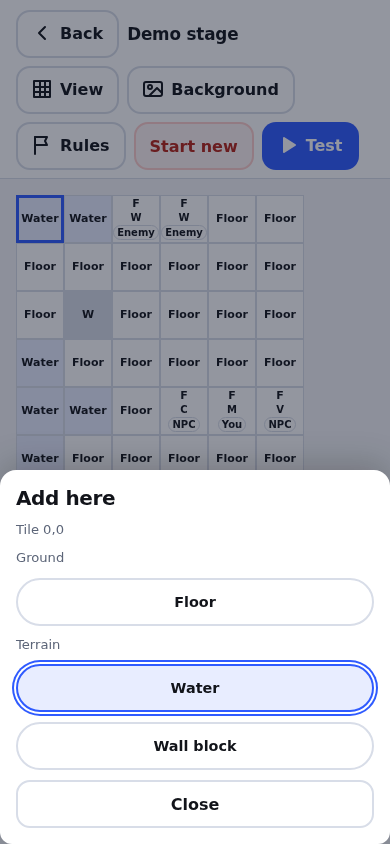 Back
Demo stage
View
Background
Rules
Start new
Test
Water Water F F Floor Floor
W W
Enemy Enemy
Floor Floor Floor Floor Floor Floor
Floor W Floor Floor Floor Floor
Water Floor Floor Floor Floor Floor
Water Water Floor F F F
C M V
NPC You NPC
Water Floor Floor Floor Floor Floor
Add here
Tile 0,0
Ground
Floor
Terrain
Water
Wall block
Close